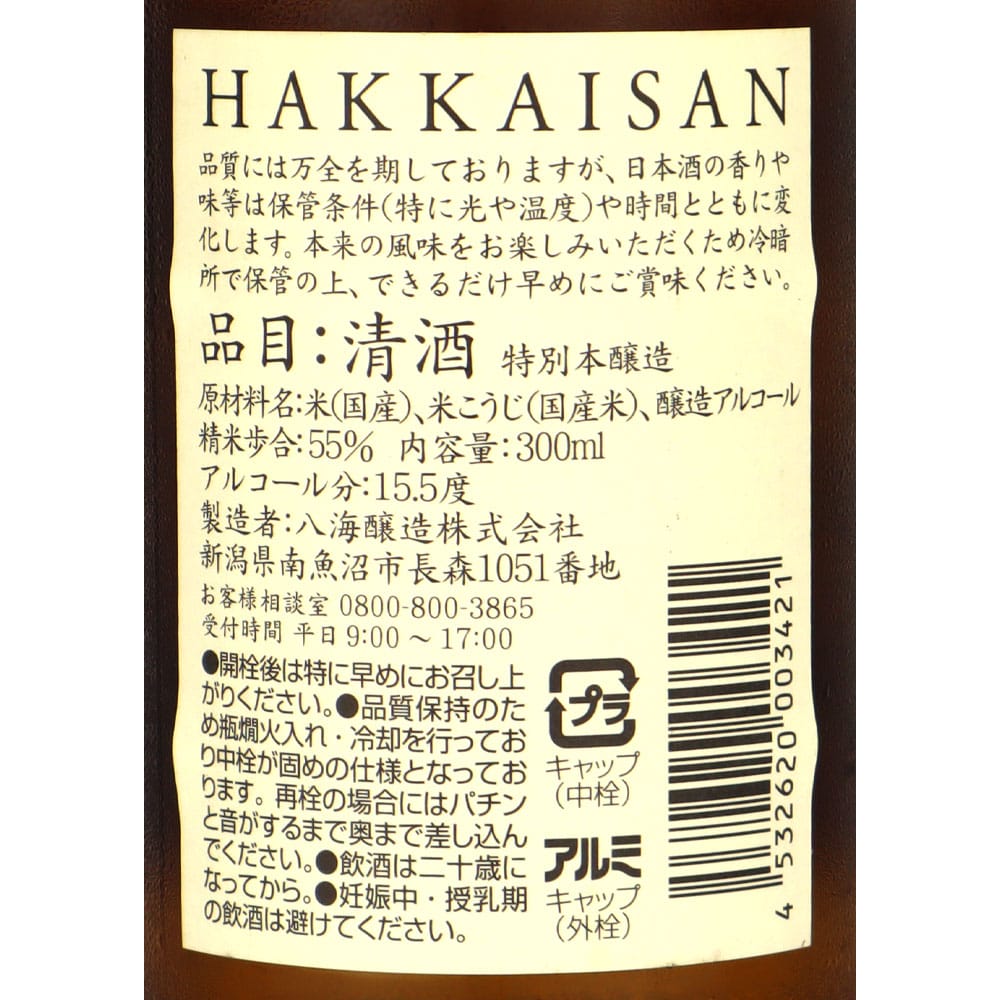 HAKKAISAN
品質には万全を期しておりますが、日本酒の香りや
味等は保管条件(特に光や温度)や時間とともに変
化します。本来の風味をお楽しみいただくため冷暗
所で保管の上、できるだけ早めにご賞味ください。
品目:清酒 特別本醸造
原材料名:米(国産)、米こうじ(国産米)、醸造アルコール
精米歩合:55% 内容量:300ml
アルコール分:15.5度
製造者:八海醸造株式会社
新潟県南魚沼市長森1051番地
お客様相談室 0800-800-3865
受付時間 平日 9:00 ~ 17:00
●開栓後は特に早めにお召し上
がりください。●品質保持のた
め瓶燗火入れ・冷却を行ってお
り中栓が固めの仕様となってお
ります。再栓の場合にはパチン
と音がするまで奥まで差し込ん
でください。●飲酒は二十歳に
なってから。●妊娠中・授乳期
の飲酒は避けてください。
プラ
キャップ
(中栓)
アルミ
キャップ
(外栓)
4 532620 003421